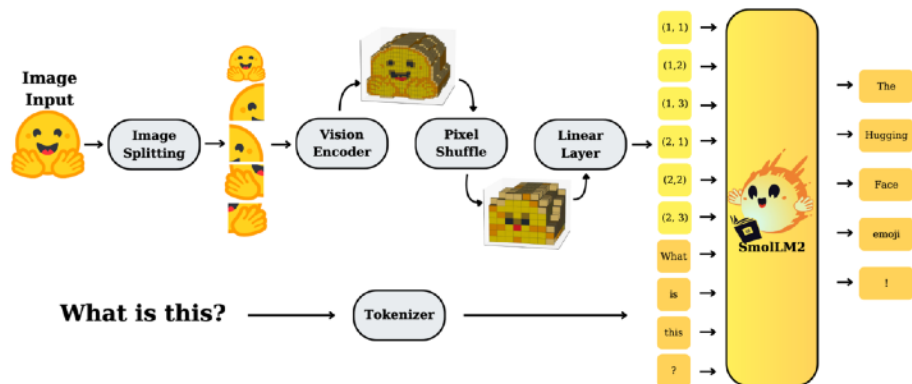 Image
Input
Image
Splitting
Vision
Encoder
Pixel
Shuffle
Linear
Layer
(1, 1)
(1,2)
(1, 3)
(2, 1)
(2,2)
(2, 3)
What
is
this
?
SmolLM2
The
Hugging
Face
emoji
!
What is this?
Tokenizer